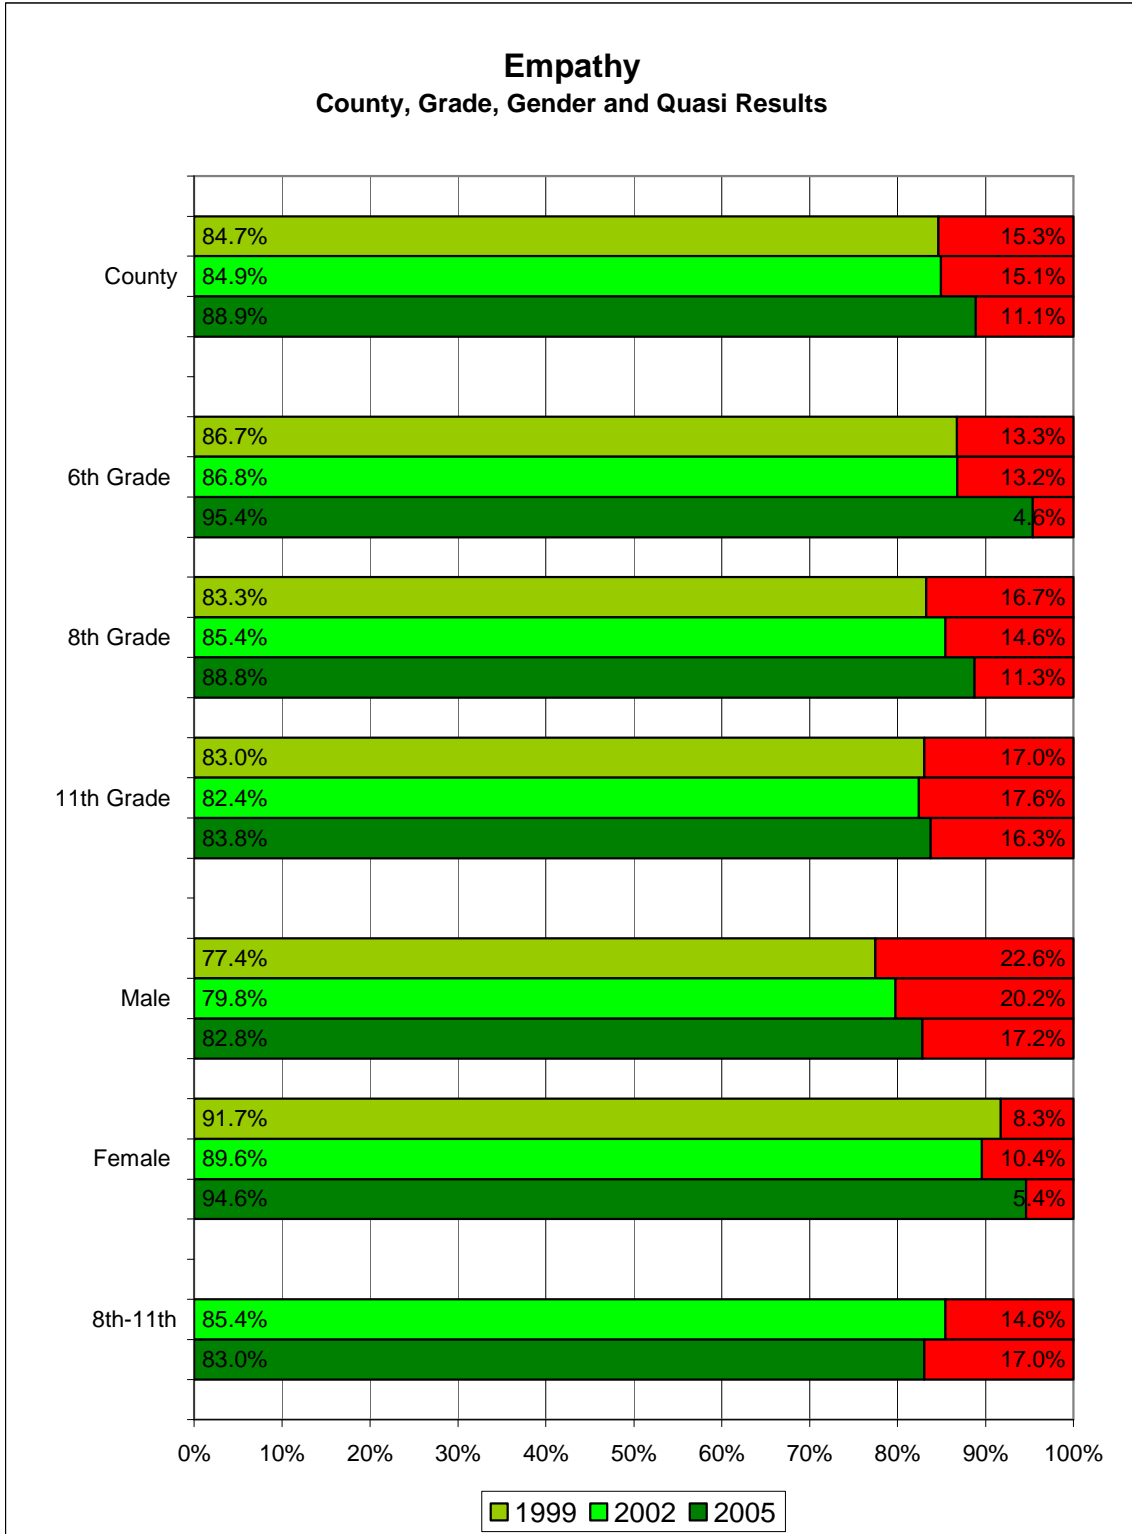 Empathy
County, Grade, Gender and Quasi Results
84.7% 15.3%
County 84.9% 15.1%
88.9% 11.1%
86.7% 13.3%
6th Grade 86.8% 13.2%
95.4% 4.6%
83.3% 16.7%
8th Grade 85.4% 14.6%
88.8% 11.3%
83.0% 17.0%
11th Grade 82.4% 17.6%
83.8% 16.3%
77.4% 22.6%
Male 79.8% 20.2%
82.8% 17.2%
91.7% 8.3%
Female 89.6% 10.4%
94.6% 5.4%
8th-11th 85.4% 14.6%
83.0% 17.0%
0% 10% 20% 30% 40% 50% 60% 70% 80% 90% 100%
1999 2002 2005